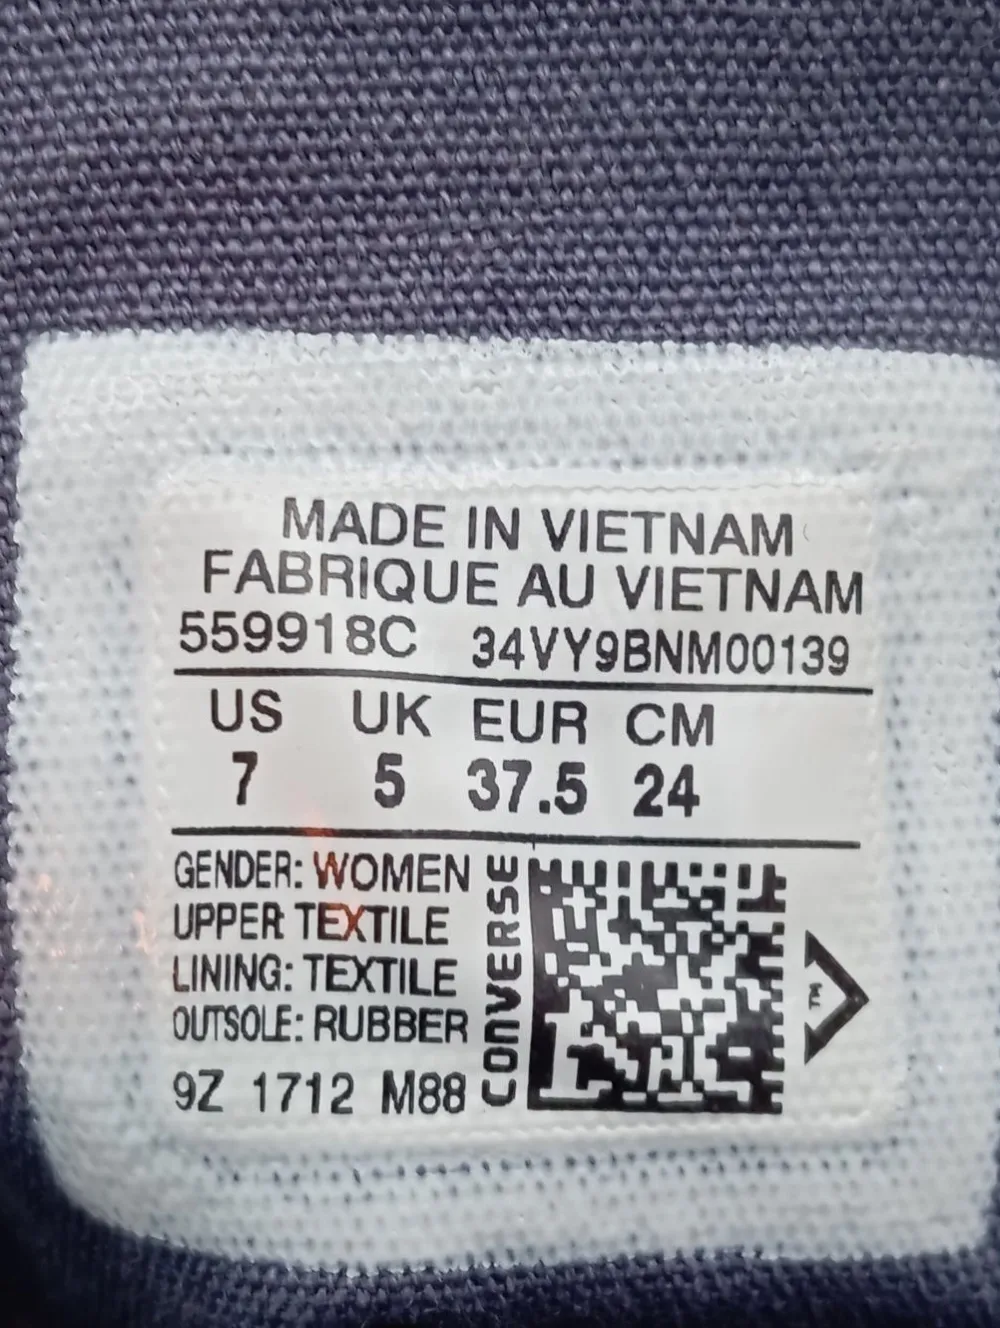 MADE IN VIETNAM
FABRIQUE AU VIETNAM
559918C 34VY9BNM00139
US UK EUR CM
7 5 37.5 24
GENDER: WOMEN
UPPER TEXTILE
LINING: TEXTILE
OUTSOLE: RUBBER
9Z 1712 M88
CONVERSE
TM